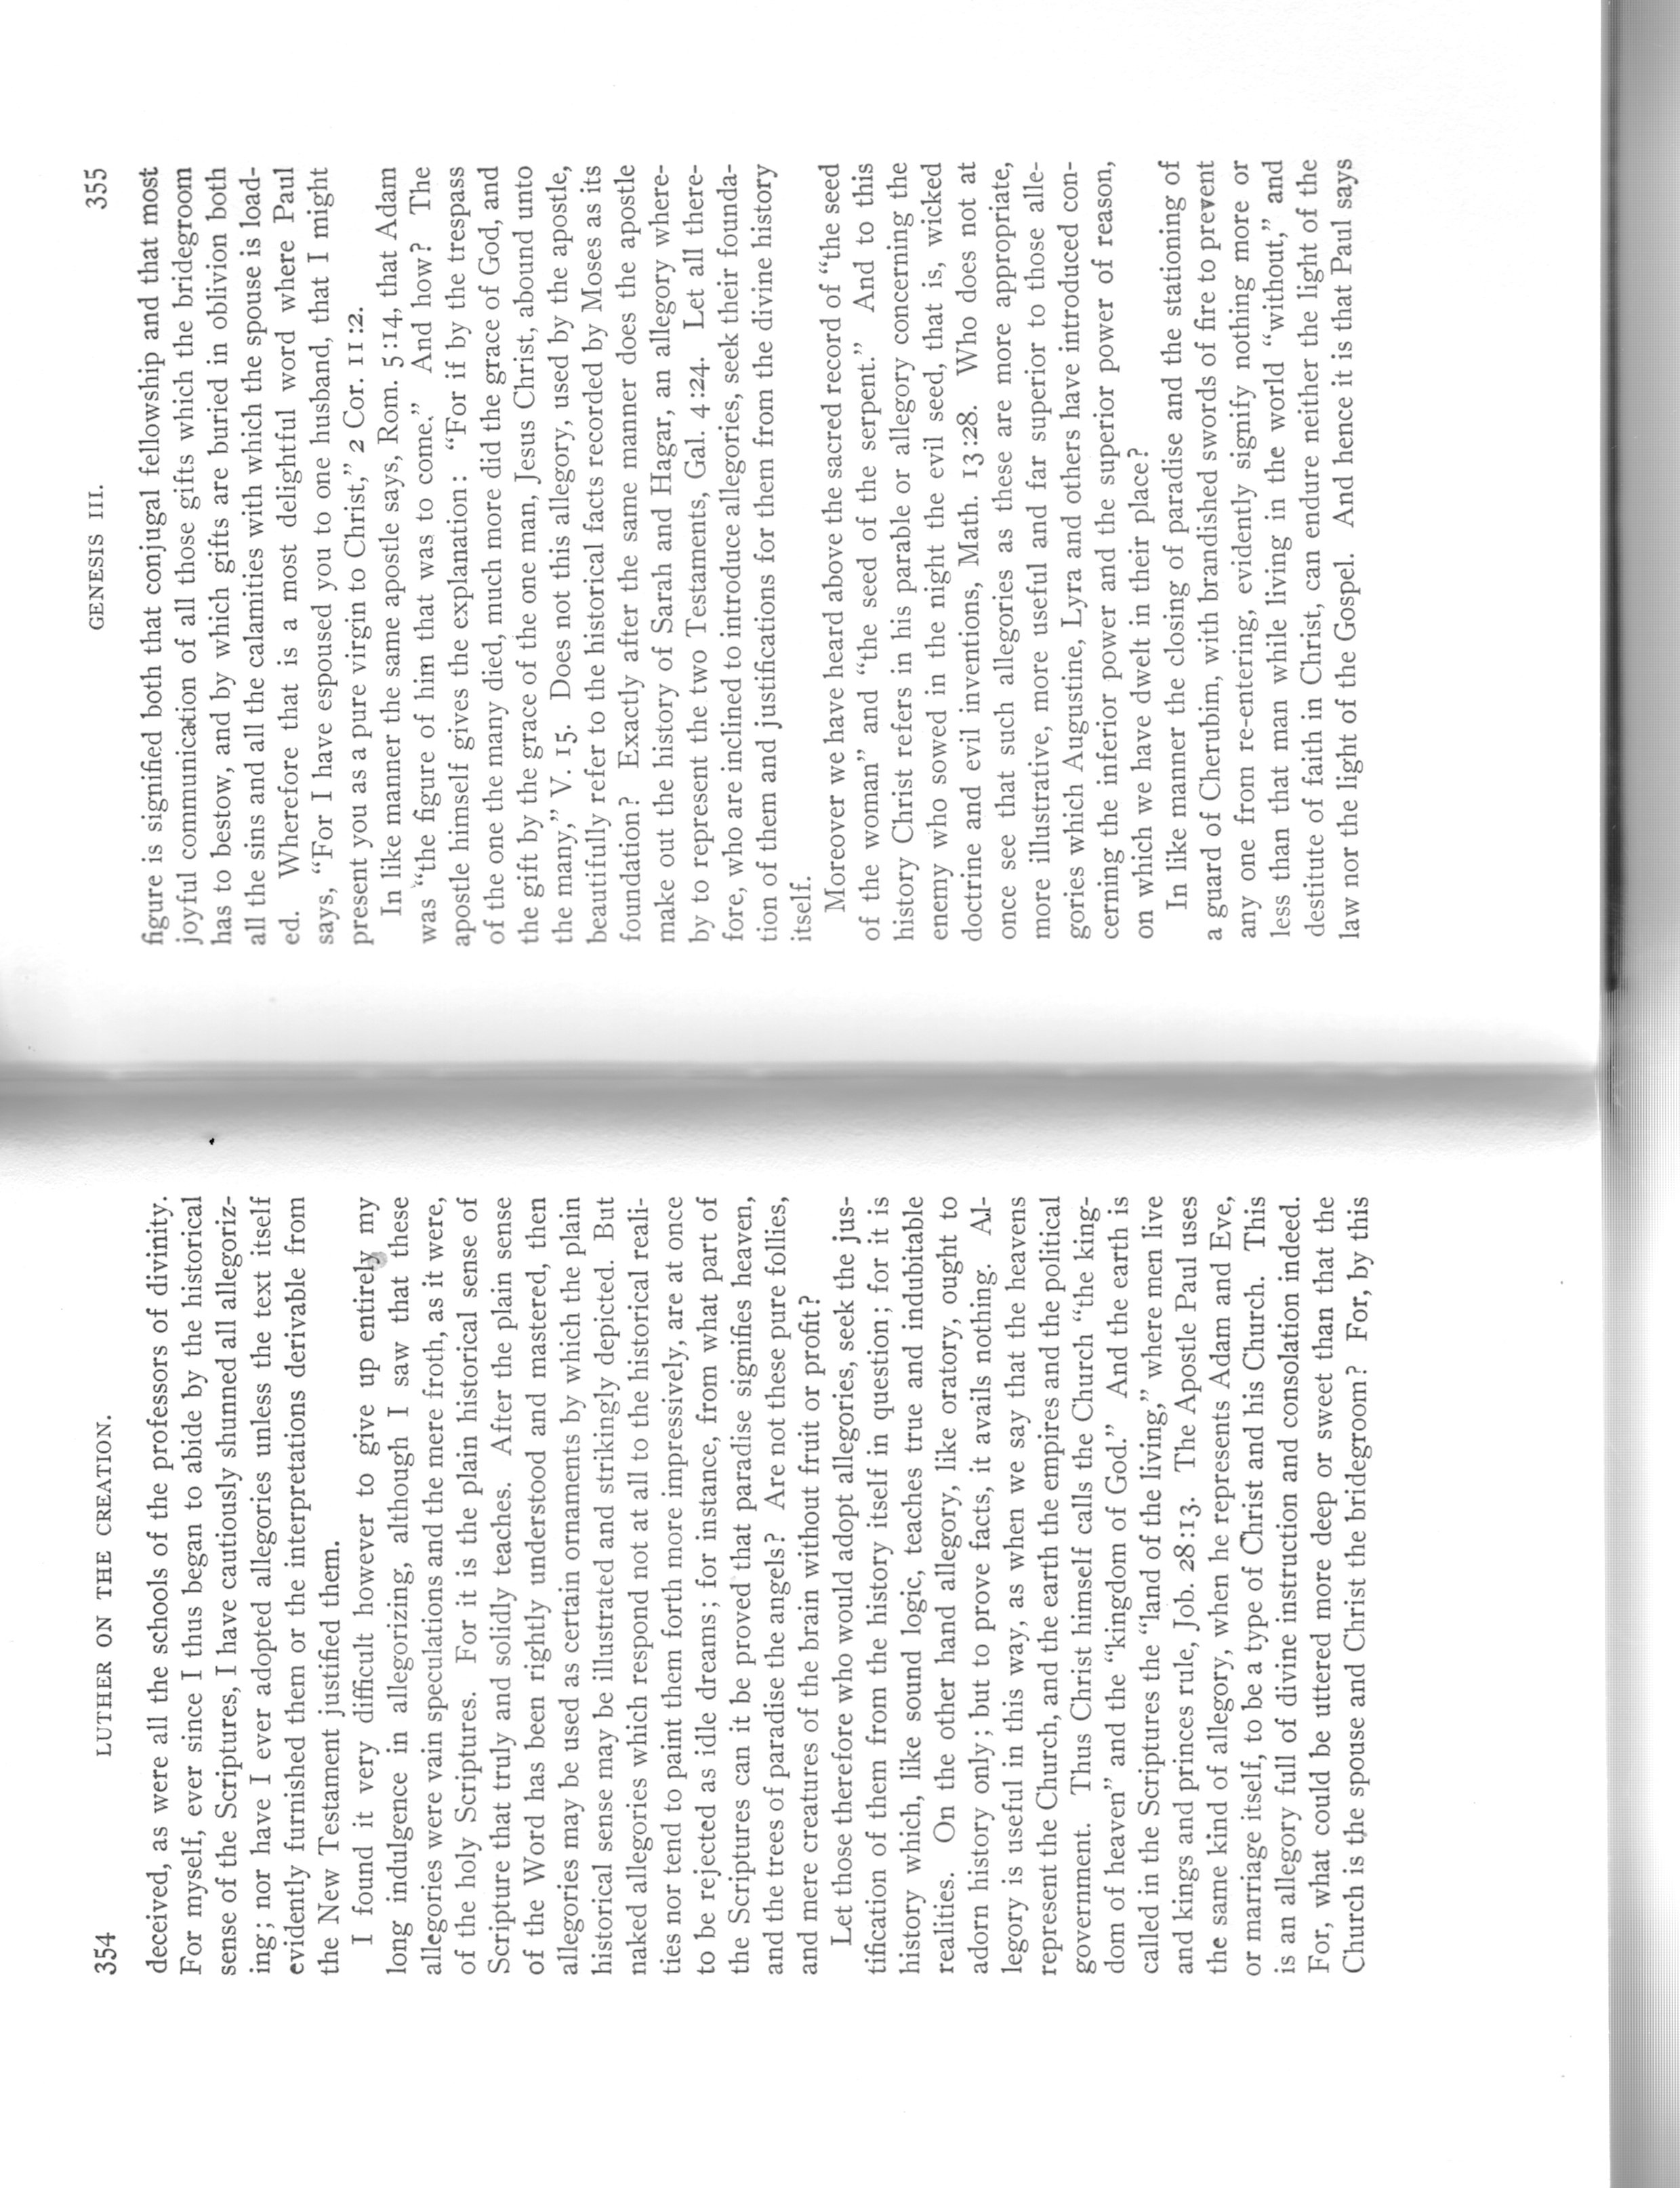 354 LUTHER ON THE CREATION.
deceived, as were all the schools of the professors of divinity.
For myself, ever since I thus began to abide by the historical
sense of the Scriptures, I have cautiously shunned all allegoriz-
ing; nor have I ever adopted allegories unless the text itself
evidently furnished them or the interpretations derivable from
the New Testament justified them.
I found it very difficult however to give up entirely my
long indulgence in allegorizing, although I saw that these
allegories were vain speculations and the mere froth, as it were,
of the holy Scriptures. For it is the plain historical sense of
Scripture that truly and solidly teaches. After the plain sense
of the Word has been rightly understood and mastered, then
allegories may be used as certain ornaments by which the plain
historical sense may be illustrated and strikingly depicted. But
naked allegories which respond not at all to the historical reali-
ties nor tend to paint them forth more impressively, are at once
to be rejected as idle dreams; for instance, from what part of
the Scriptures can it be proved that paradise signifies heaven,
and the trees of paradise the angels? Are not these pure follies,
and mere creatures of the brain without fruit or profit?
Let those therefore who would adopt allegories, seek the jus-
tification of them from the history itself in question; for it is
history which, like sound logic, teaches true and indubitable
realities. On the other hand allegory, like oratory, ought to
adorn history only; but to prove facts, it avails nothing. Al-
legory is useful in this way, as when we say that the heavens
represent the Church, and the earth the empires and the political
government. Thus Christ himself calls the Church "the king-
dom of heaven" and the "kingdom of God." And the earth is
called in the Scriptures the "land of the living," where men live
and kings and princes rule, Job. 28:13. The Apostle Paul uses
the same kind of allegory, when he represents Adam and Eve,
or marriage itself, to be a type of Christ and his Church. This
is an allegory full of divine instruction and consolation indeed.
For, what could be uttered more deep or sweet than that the
Church is the spouse and Christ the bridegroom? For, by this
GENESIS III. 355
figure is signified both that conjugal fellowship and that most
joyful communication of all those gifts which the bridegroom
has to bestow, and by which gifts are buried in oblivion both
all the sins and all the calamities with which the spouse is load-
ed. Wherefore that is a most delightful word where Paul
says, "For I have espoused you to one husband, that I might
present you as a pure virgin to Christ," 2 Cor. 11:2.
In like manner the same apostle says, Rom. 5:14, that Adam
was "the figure of him that was to come." And how? The
apostle himself gives the explanation: "For if by the trespass
of the one the many died, much more did the grace of God, and
the gift by the grace of the one man, Jesus Christ, abound unto
the many," V. 15. Does not this allegory, used by the apostle,
beautifully refer to the historical facts recorded by Moses as its
foundation? Exactly after the same manner does the apostle
make out the history of Sarah and Hagar, an allegory where-
by to represent the two Testaments, Gal. 4:24. Let all there-
fore, who are inclined to introduce allegories, seek their founda-
tion of them and justifications for them from the divine history
itself.
Moreover we have heard above the sacred record of "the seed
of the woman" and "the seed of the serpent." And to this
history Christ refers in his parable or allegory concerning the
enemy who sowed in the night the evil seed, that is, wicked
doctrine and evil inventions, Math. 13:28. Who does not at
once see that such allegories as these are more appropriate,
more illustrative, more useful and far superior to those alle-
gories which Augustine, Lyra and others have introduced con-
cerning the inferior power and the superior power of reason,
on which we have dwelt in their place?
In like manner the closing of paradise and the stationing of
a guard of Cherubim, with brandished swords of fire to prevent
any one from re-entering, evidently signify nothing more or
less than that man while living in the world "without," and
destitute of faith in Christ, can endure neither the light of the
law nor the light of the Gospel. And hence it is that Paul says